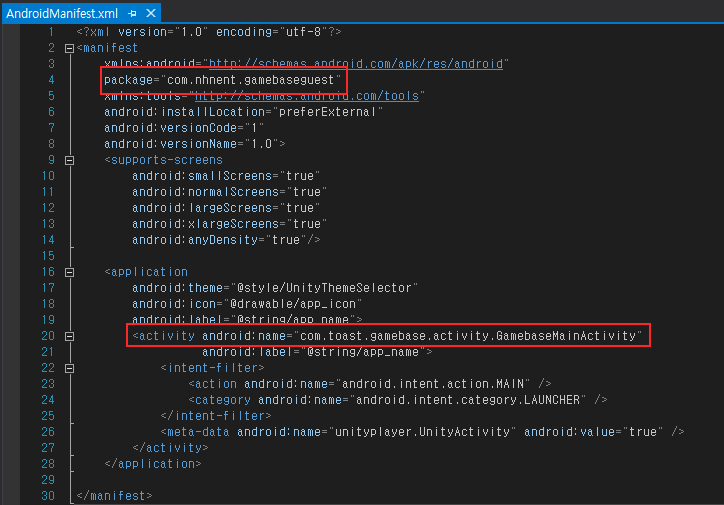 AndroidManifest.xml
1 <?xml version="1.0" encoding="utf-8"?>
2 <manifest
3 xmlns:android="http://schemas.android.com/apk/res/android"
4 package="com.nhnent.gamebaseguest"
5 xmlns:tools="http://schemas.android.com/tools"
6 android:installLocation="preferExternal"
7 android:versionCode="1"
8 android:versionName="1.0">
9 <supports-screens
10 android:smallScreens="true"
11 android:normalScreens="true"
12 android:largeScreens="true"
13 android:xlargeScreens="true"
14 android:anyDensity="true"/>
15
16 <application
17 android:theme="@style/UnityThemeSelector"
18 android:icon="@drawable/app_icon"
19 android:label="@string/app_name">
20 <activity android:name="com.toast.gamebase.activity.GamebaseMainActivity"
21 android:label="@string/app_name">
22 <intent-filter>
23 <action android:name="android.intent.action.MAIN" />
24 <category android:name="android.intent.category.LAUNCHER" />
25 </intent-filter>
26 <meta-data android:name="unityplayer.UnityActivity" android:value="true" />
27 </activity>
28 </application>
29
30 </manifest>